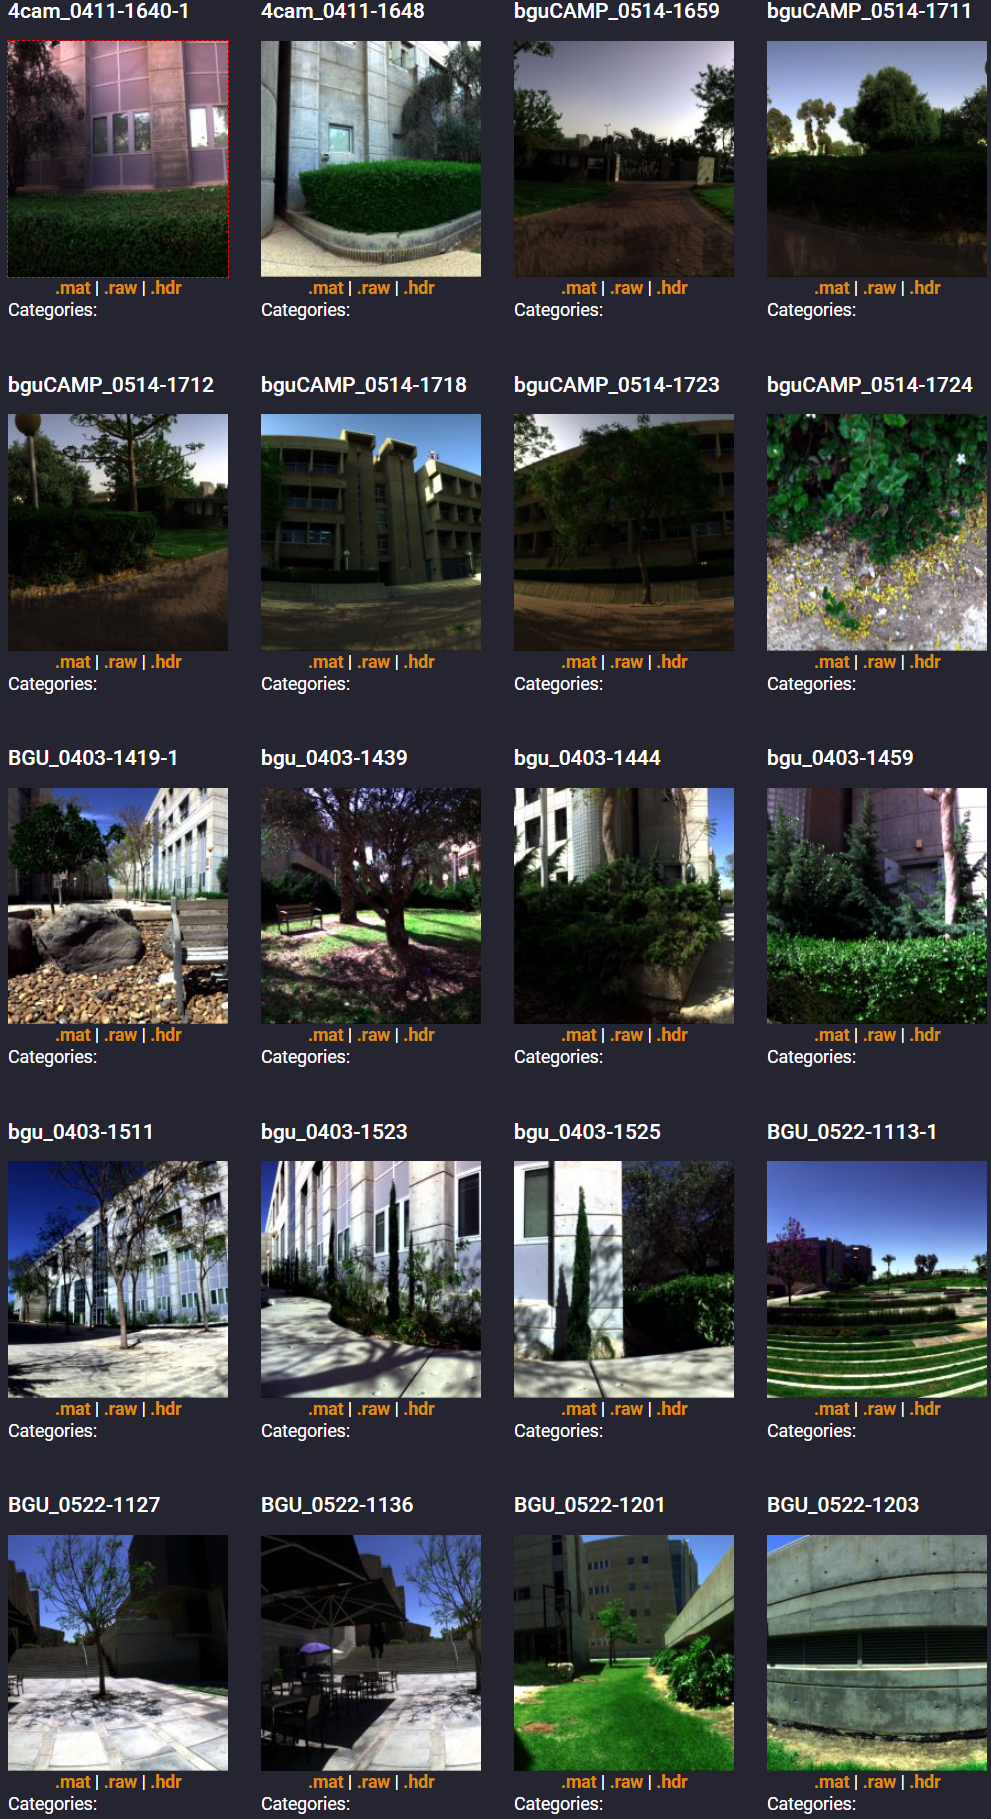 4cam_0411-1640-1 4cam_0411-1648 bguCAMP_0514-1659 bguCAMP_0514-1711
.mat | .raw | .hdr .mat | .raw | .hdr .mat | .raw | .hdr .mat | .raw | .hdr
Categories: Categories: Categories: Categories:
bguCAMP_0514-1712 bguCAMP_0514-1718 bguCAMP_0514-1723 bguCAMP_0514-1724
.mat | .raw | .hdr .mat | .raw | .hdr .mat | .raw | .hdr .mat | .raw | .hdr
Categories: Categories: Categories: Categories:
BGU_0403-1419-1 bgu_0403-1439 bgu_0403-1444 bgu_0403-1459
.mat | .raw | .hdr .mat | .raw | .hdr .mat | .raw | .hdr .mat | .raw | .hdr
Categories: Categories: Categories: Categories:
bgu_0403-1511 bgu_0403-1523 bgu_0403-1525 BGU_0522-1113-1
.mat | .raw | .hdr .mat | .raw | .hdr .mat | .raw | .hdr .mat | .raw | .hdr
Categories: Categories: Categories: Categories:
BGU_0522-1127 BGU_0522-1136 BGU_0522-1201 BGU_0522-1203
.mat | .raw | .hdr .mat | .raw | .hdr .mat | .raw | .hdr .mat | .raw | .hdr
Categories: Categories: Categories: Categories: